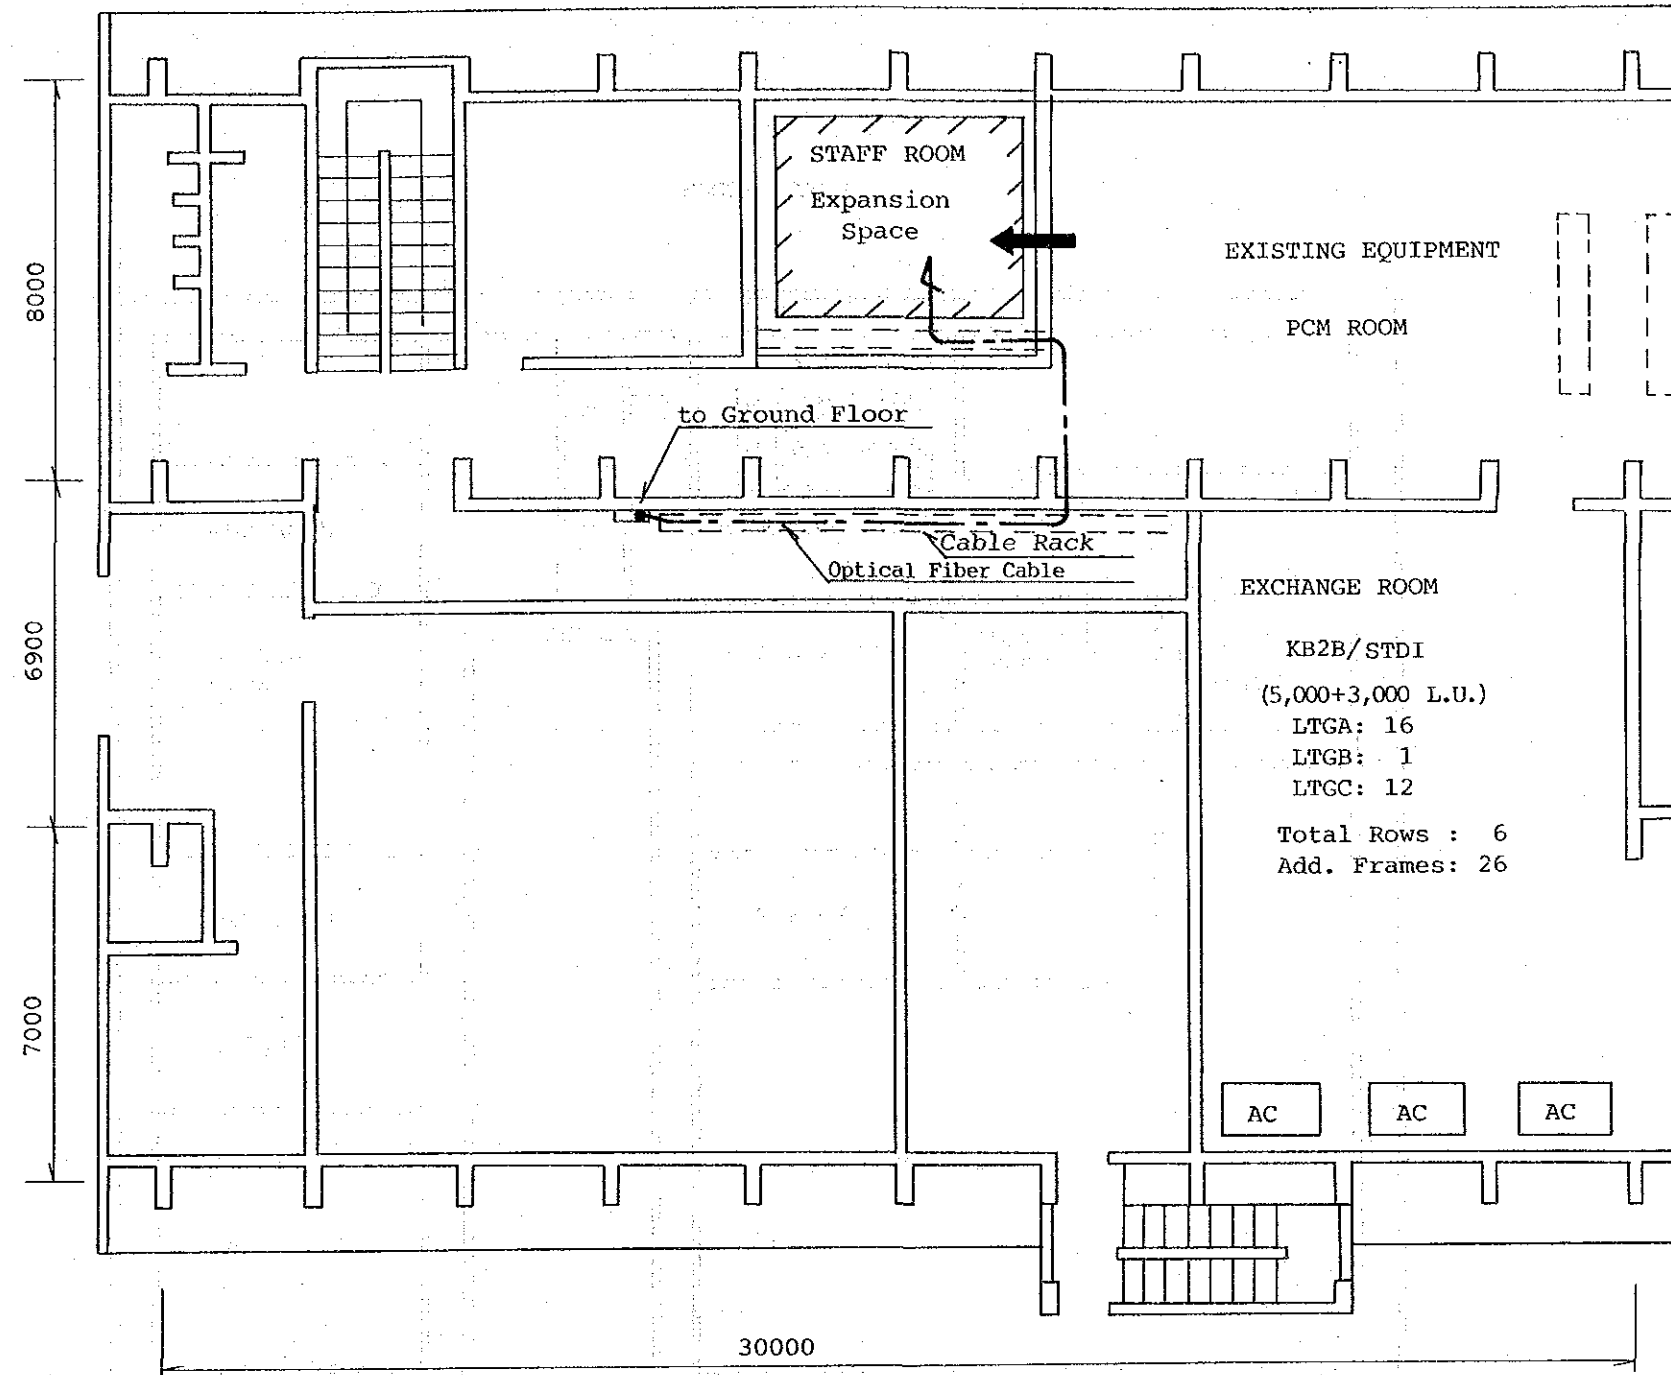 STAFF ROOM
Expansion
Space
EXISTING EQUIPMENT
PCM ROOM
8000
to Ground Floor
Cable Rack
Optical Fiber Cable
EXCHANGE ROOM
KB2B/STDI
(5,000+3,000 L.U.)
LTGA: 16
LTGB: 1
LTGC: 12
Total Rows : 6
Add. Frames: 26
6900
7000
AC
AC
AC
30000